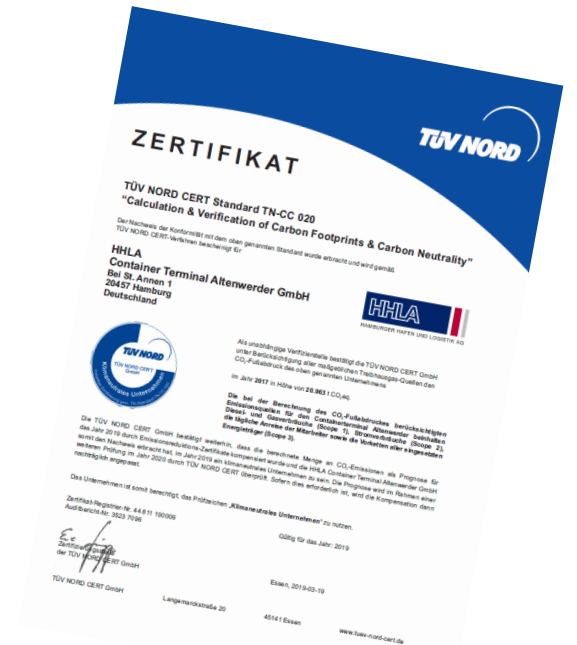 TÜV NORD
ZERTIFIKAT
TÜV NORD CERT Standard TN-CC 020
"Calculation & Verification of Carbon Footprints & Carbon Neutrality"
Der Nachweis der Konformität mit dem oben genannten Standard wurde erbracht und wird gemäß
TÜV NORD CERT-Verfahren bescheinigt für
HHLA
Container Terminal Altenwerder GmbH
Bei St. Annen 1
20457 Hamburg
Deutschland
HHLA
HAMBURGER HAFEN UND LOGISTIK AG
TÜV NORD
TÜV NORD CERT
GmbH
Klimaneutrales Unternehmen
Als unabhängige Verifizierstelle bestätigt die TÜV NORD CERT GmbH
unter Berücksichtigung aller maßgeblichen Treibhausgas-Quellen den
CO₂-Fußabdruck des oben genannten Unternehmens
im Jahr 2017 in Höhe von 20.963 t CO₂eq.
Die bei der Berechnung des CO₂-Fußabdruckes berücksichtigten
Emissionsquellen für den Containerterminal Altenwerder beinhalten
Diesel- und Gasverbräuche (Scope 1), Stromverbräuche (Scope 2),
die tägliche Anreise der Mitarbeiter sowie die Vorketten aller eingesetzten
Energieträger (Scope 3).
Die TÜV NORD CERT GmbH bestätigt weiterhin, dass die berechnete Menge an CO₂-Emissionen als Prognose für
das Jahr 2019 durch Emissionsreduktions-Zertifikate kompensiert wurde und die HHLA Container Terminal Altenwerder GmbH
somit den Nachweis erbracht hat, im Jahr 2019 ein klimaneutrales Unternehmen zu sein. Die Prognose wird im Rahmen einer
weiteren Prüfung im Jahr 2020 durch TÜV NORD CERT überprüft. Sofern dies erforderlich ist, wird die Kompensation dann
nachträglich angepasst.
Das Unternehmen ist somit berechtigt, das Prüfzeichen „Klimaneutrales Unternehmen" zu nutzen.
Zertifikat-Registrier-Nr. 44 811 190006
Auditbericht-Nr. 3523 7096
Gültig für das Jahr: 2019
Zertifizierungsstelle
der TÜV NORD CERT GmbH
Essen, 2019-03-19
TÜV NORD CERT GmbH
Langemarckstraße 20
45141 Essen
www.tuev-nord-cert.de